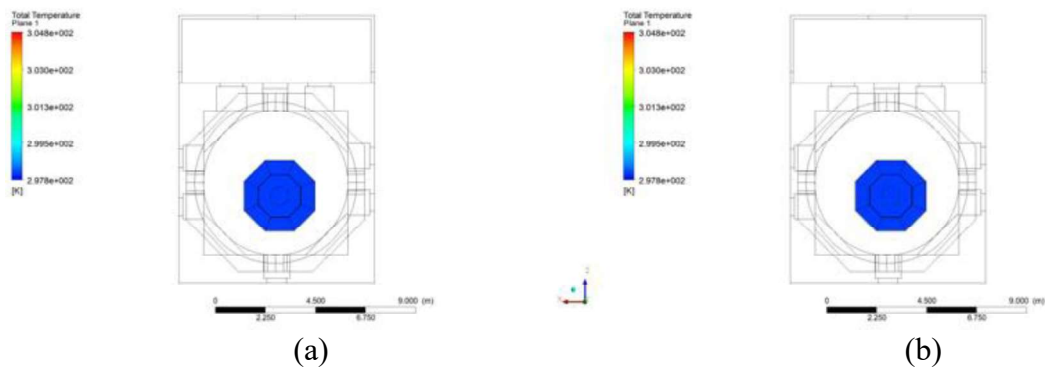 Total Temperature
Plane 1
3.048e+002
3.030e+002
3.013e+002
2.995e+002
2.978e+002
[K]
0 4.500 9.000 (m)
2.250 6.750
(a)
Z
X
Total Temperature
Plane 1
3.048e+002
3.030e+002
3.013e+002
2.995e+002
2.978e+002
[K]
0 4.500 9.000 (m)
2.250 6.750
(b)